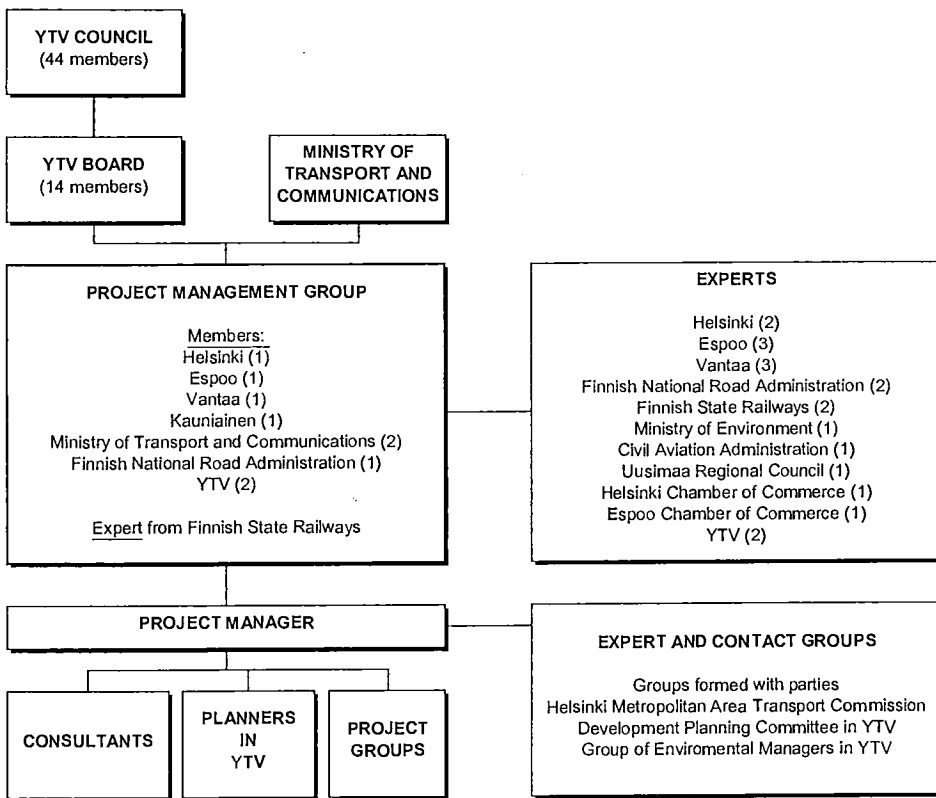 YTV COUNCIL
(44 members)
YTV BOARD
(14 members)
MINISTRY OF
TRANSPORT AND
COMMUNICATIONS
PROJECT MANAGEMENT GROUP
Members:
Helsinki (1)
Espoo (1)
Vantaa (1)
Kauniainen (1)
Ministry of Transport and Communications (2)
Finnish National Road Administration (1)
YTV (2)
Expert from Finnish State Railways
EXPERTS
Helsinki (2)
Espoo (3)
Vantaa (3)
Finnish National Road Administration (2)
Finnish State Railways (2)
Ministry of Environment (1)
Civil Aviation Administration (1)
Uusimaa Regional Council (1)
Helsinki Chamber of Commerce (1)
Espoo Chamber of Commerce (1)
YTV (2)
PROJECT MANAGER
EXPERT AND CONTACT GROUPS
Groups formed with parties
Helsinki Metropolitan Area Transport Commission
Development Planning Committee in YTV
Group of Enviromental Managers in YTV
CONSULTANTS
PLANNERS
IN
YTV
PROJECT
GROUPS